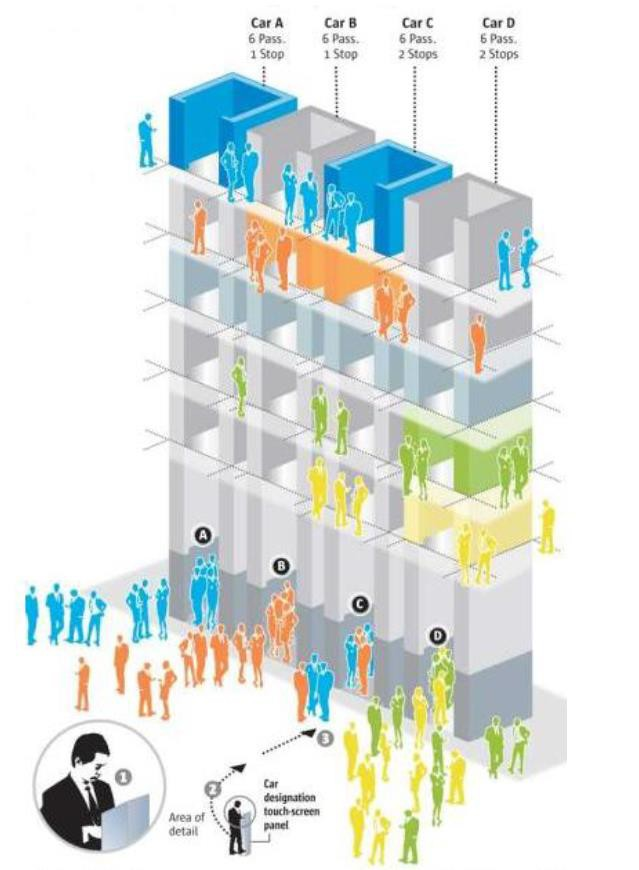 Car A
6 Pass.
1 Stop
Car B
6 Pass.
1 Stop
Car C
6 Pass.
2 Stops
Car D
6 Pass.
2 Stops
A
B
C
D
1
Area of
detail
2
3
Car
designation
touch-screen
panel